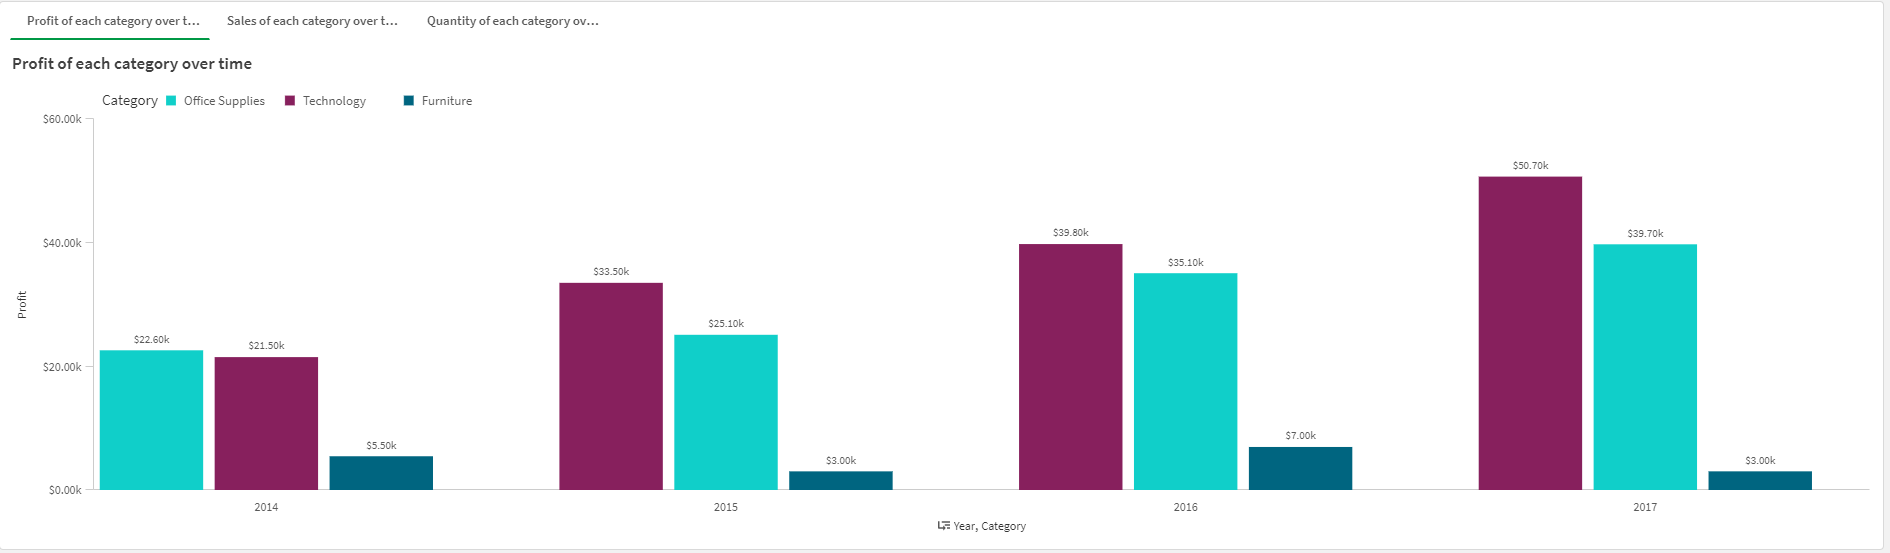 Profit of each category over t... Sales of each category over t... Quantity of each category ov...
Profit of each category over time
Category Office Supplies Technology Furniture
$60.00k
$50.70k
$40.00k
$39.80k
$39.70k
$35.10k
$33.50k
$25.10k
$22.60k
$21.50k
$20.00k
$5.50k
$3.00k
$7.00k
$3.00k
$0.00k
Profit
2014 2015 2016 2017
Year, Category